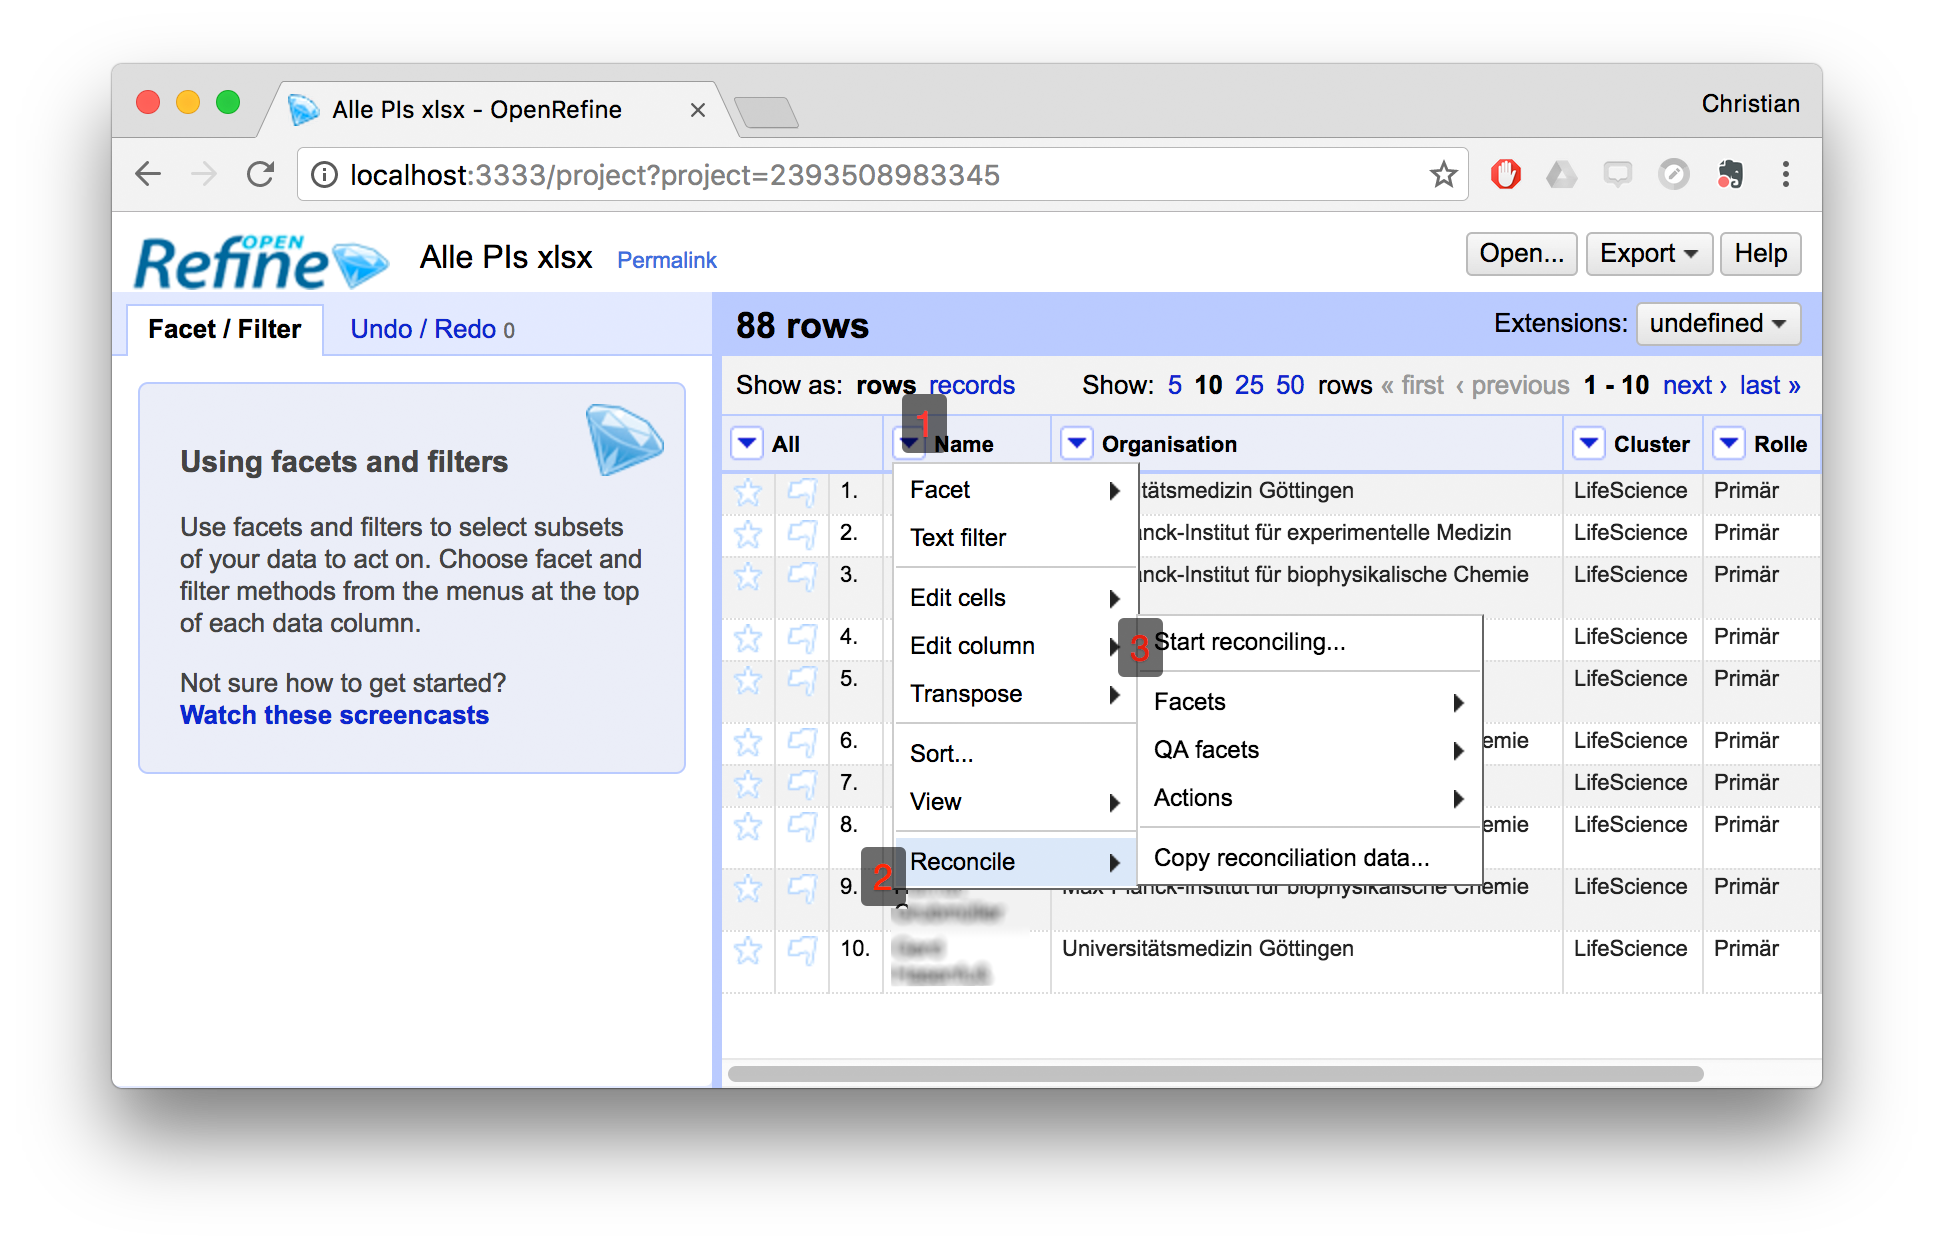 Alle PIs xlsx - OpenRefine
Christian
localhost:3333/project?project=2393508983345
OPEN
Refine
Alle PIs xlsx Permalink
Open... Export Help
Facet / Filter Undo / Redo 0
88 rows
Extensions: undefined
Show as: rows records Show: 5 10 25 50 rows « first ‹ previous 1 - 10 next › last »
1
All Name Organisation Cluster Rolle
Using facets and filters
Use facets and filters to select subsets
of your data to act on. Choose facet and
filter methods from the menus at the top
of each data column.
Not sure how to get started?
Watch these screencasts
Facet
Text filter
Edit cells
Edit column
Transpose
Sort...
View
2 Reconcile
3 Start reconciling...
Facets
QA facets
Actions
Copy reconciliation data...
1. tätsmedizin Göttingen LifeScience Primär
2. nck-Institut für experimentelle Medizin LifeScience Primär
3. nck-Institut für biophysikalische Chemie LifeScience Primär
4. LifeScience Primär
5. LifeScience Primär
6. emie LifeScience Primär
7. LifeScience Primär
8. emie LifeScience Primär
9. Max-Planck-Institut für biophysikalische Chemie LifeScience Primär
10. Universitätsmedizin Göttingen LifeScience Primär